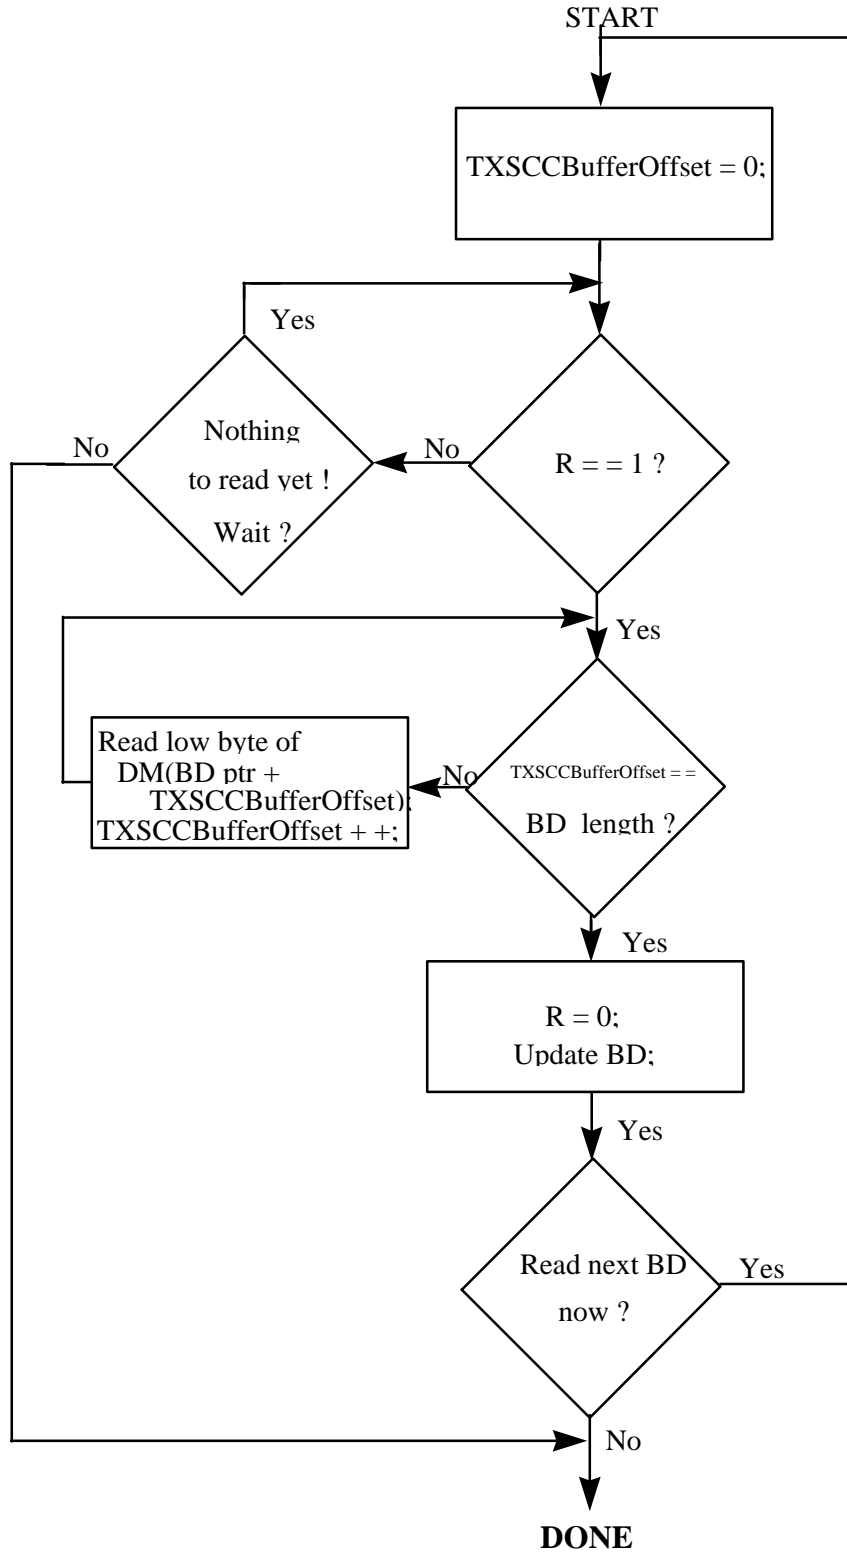 START
TXSCCBufferOffset = 0;
Yes
Nothing
to read yet !
Wait ?
No
No
R = = 1 ?
Yes
Read low byte of
DM(BD ptr +
TXSCCBufferOffset);
TXSCCBufferOffset + +;
No
TXSCCBufferOffset = =
BD length ?
Yes
R = 0;
Update BD;
Yes
Read next BD
now ?
Yes
No
DONE